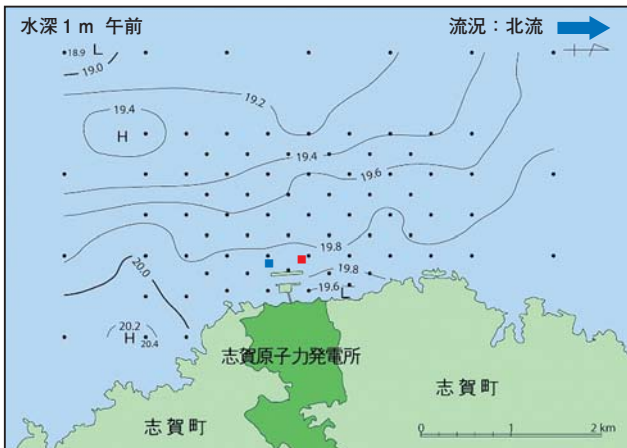 水深1m 午前
流況：北流
18.9 L
19.0
19.2
19.4
H
19.4
19.6
19.8
20.0
19.8
19.6 L
20.2
H 20.4
志賀原子力発電所
志賀町
志賀町
0 1 2 km